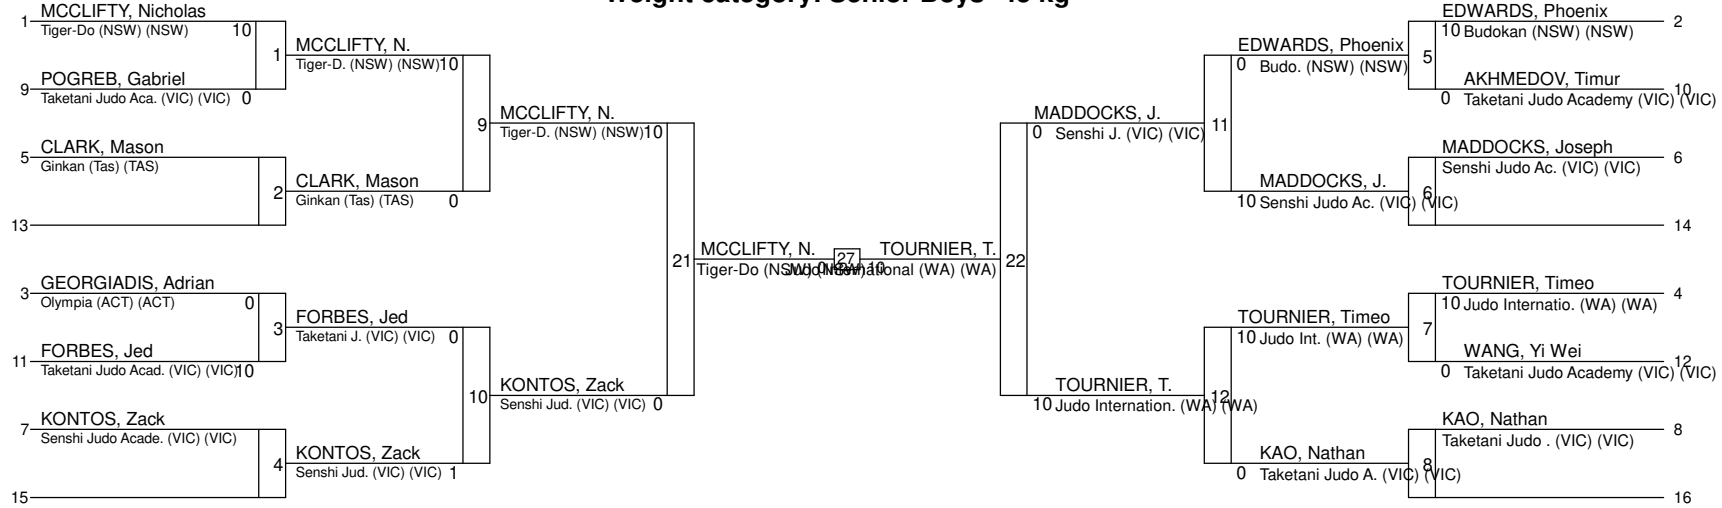 Weight category: Senior Boys -45 kg
1
MCCLIFTY, Nicholas
Tiger-Do (NSW) (NSW)
10
9
POGREB, Gabriel
Taketani Judo Aca. (VIC) (VIC)
0
1
MCCLIFTY, N.
Tiger-D. (NSW) (NSW)
10
5
CLARK, Mason
Ginkan (Tas) (TAS)
13
2
CLARK, Mason
Ginkan (Tas) (TAS)
0
9
MCCLIFTY, N.
Tiger-D. (NSW) (NSW)
10
3
GEORGIADIS, Adrian
Olympia (ACT) (ACT)
0
11
FORBES, Jed
Taketani Judo Acad. (VIC) (VIC)
10
3
FORBES, Jed
Taketani J. (VIC) (VIC)
0
7
KONTOS, Zack
Senshi Judo Acade. (VIC) (VIC)
15
4
KONTOS, Zack
Senshi Jud. (VIC) (VIC)
1
10
KONTOS, Zack
Senshi Jud. (VIC) (VIC)
0
21
MCCLIFTY, N.
Tiger-Do (NSW) (NSW)
0
27
TOURNIER, T.
Judo International (WA) (WA)
10
22
MADDOCKS, J.
0
Senshi J. (VIC) (VIC)
11
EDWARDS, Phoenix
0
Budo. (NSW) (NSW)
5
EDWARDS, Phoenix
10
Budokan (NSW) (NSW)
2
AKHMEDOV, Timur
0
Taketani Judo Academy (VIC) (VIC)
10
MADDOCKS, J.
10
Senshi Judo Ac. (VIC) (VIC)
6
MADDOCKS, Joseph
Senshi Judo Ac. (VIC) (VIC)
6
14
TOURNIER, T.
10
Judo Internation. (WA) (WA)
12
TOURNIER, Timeo
10
Judo Int. (WA) (WA)
7
TOURNIER, Timeo
10
Judo Internatio. (WA) (WA)
4
WANG, Yi Wei
0
Taketani Judo Academy (VIC) (VIC)
12
KAO, Nathan
0
Taketani Judo A. (VIC) (VIC)
8
KAO, Nathan
Taketani Judo . (VIC) (VIC)
8
16